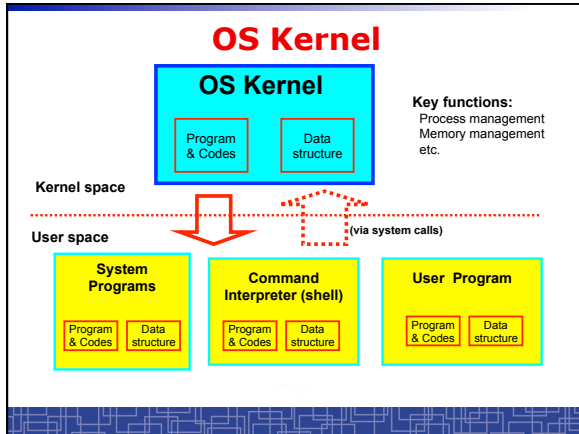 OS Kernel
OS Kernel
Program
& Codes
Data
structure
Key functions:
Process management
Memory management
etc.
Kernel space
User space
(via system calls)
System
Programs
Program
& Codes
Data
structure
Command
Interpreter (shell)
Program
& Codes
Data
structure
User Program
Program
& Codes
Data
structure